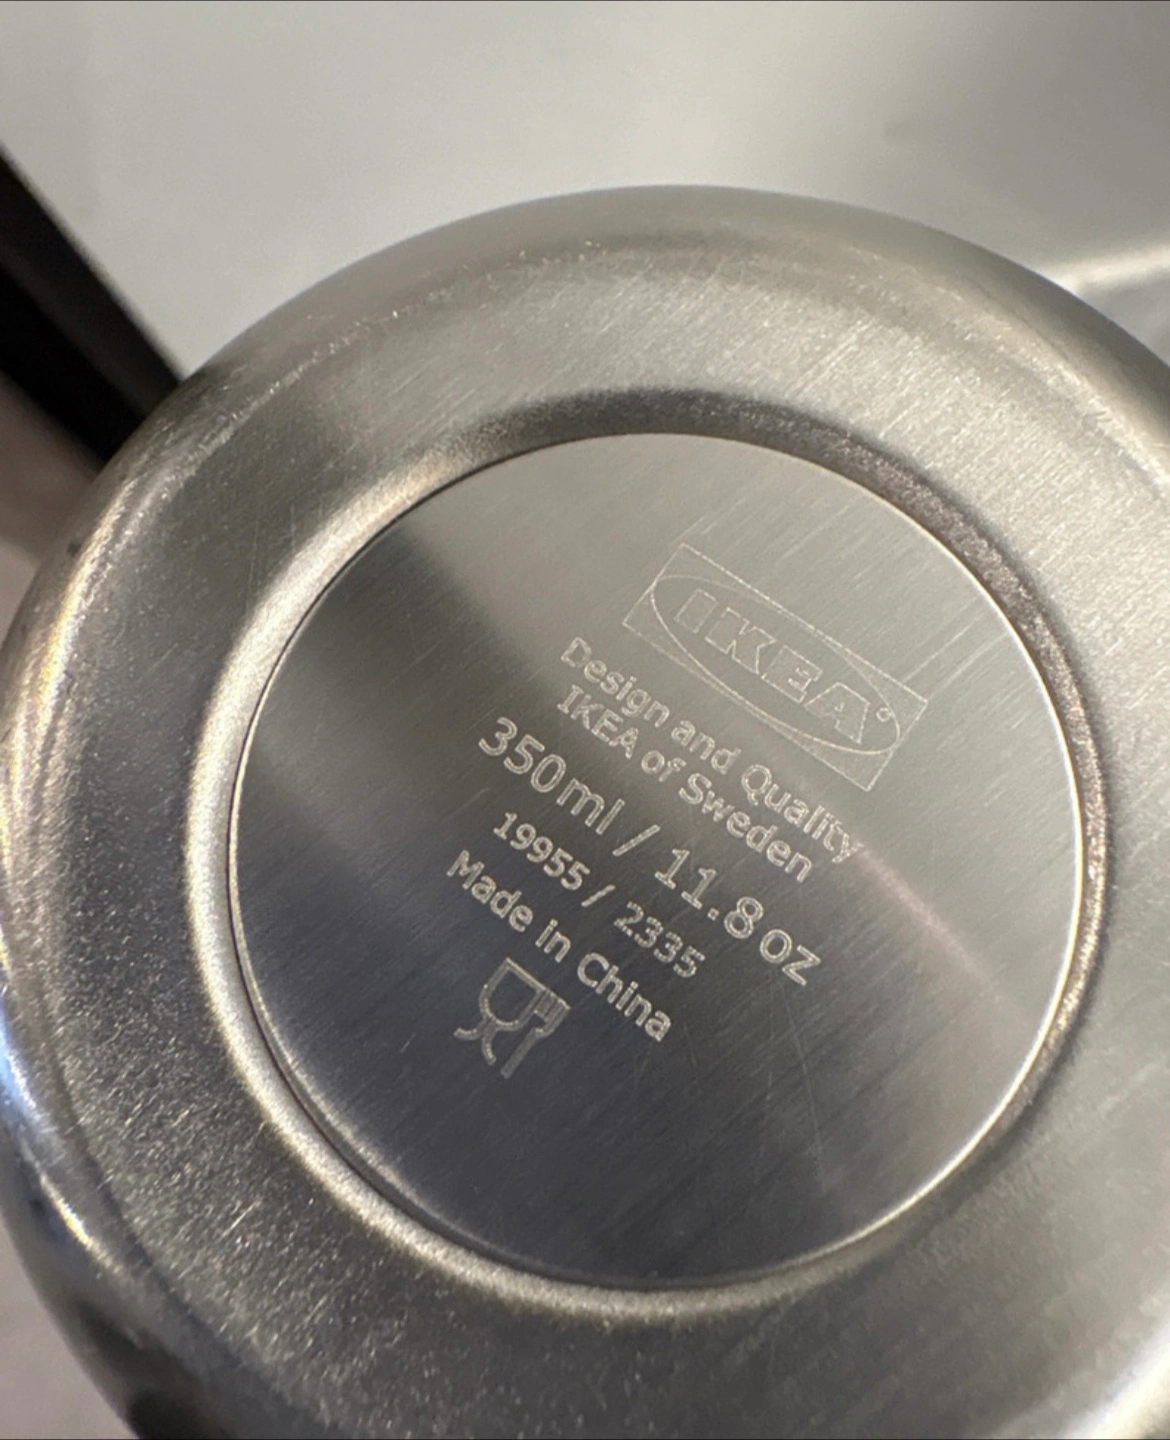 IKEA®
Design and Quality
IKEA of Sweden
350ml / 11.8 oz
19955 / 2335
Made in China